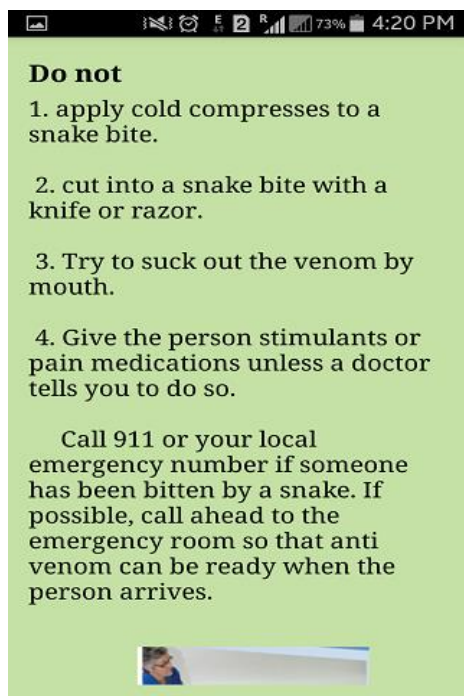 E 2 R 73% 4:20 PM
Do not
1. apply cold compresses to a
snake bite.
2. cut into a snake bite with a
knife or razor.
3. Try to suck out the venom by
mouth.
4. Give the person stimulants or
pain medications unless a doctor
tells you to do so.
Call 911 or your local
emergency number if someone
has been bitten by a snake. If
possible, call ahead to the
emergency room so that anti
venom can be ready when the
person arrives.